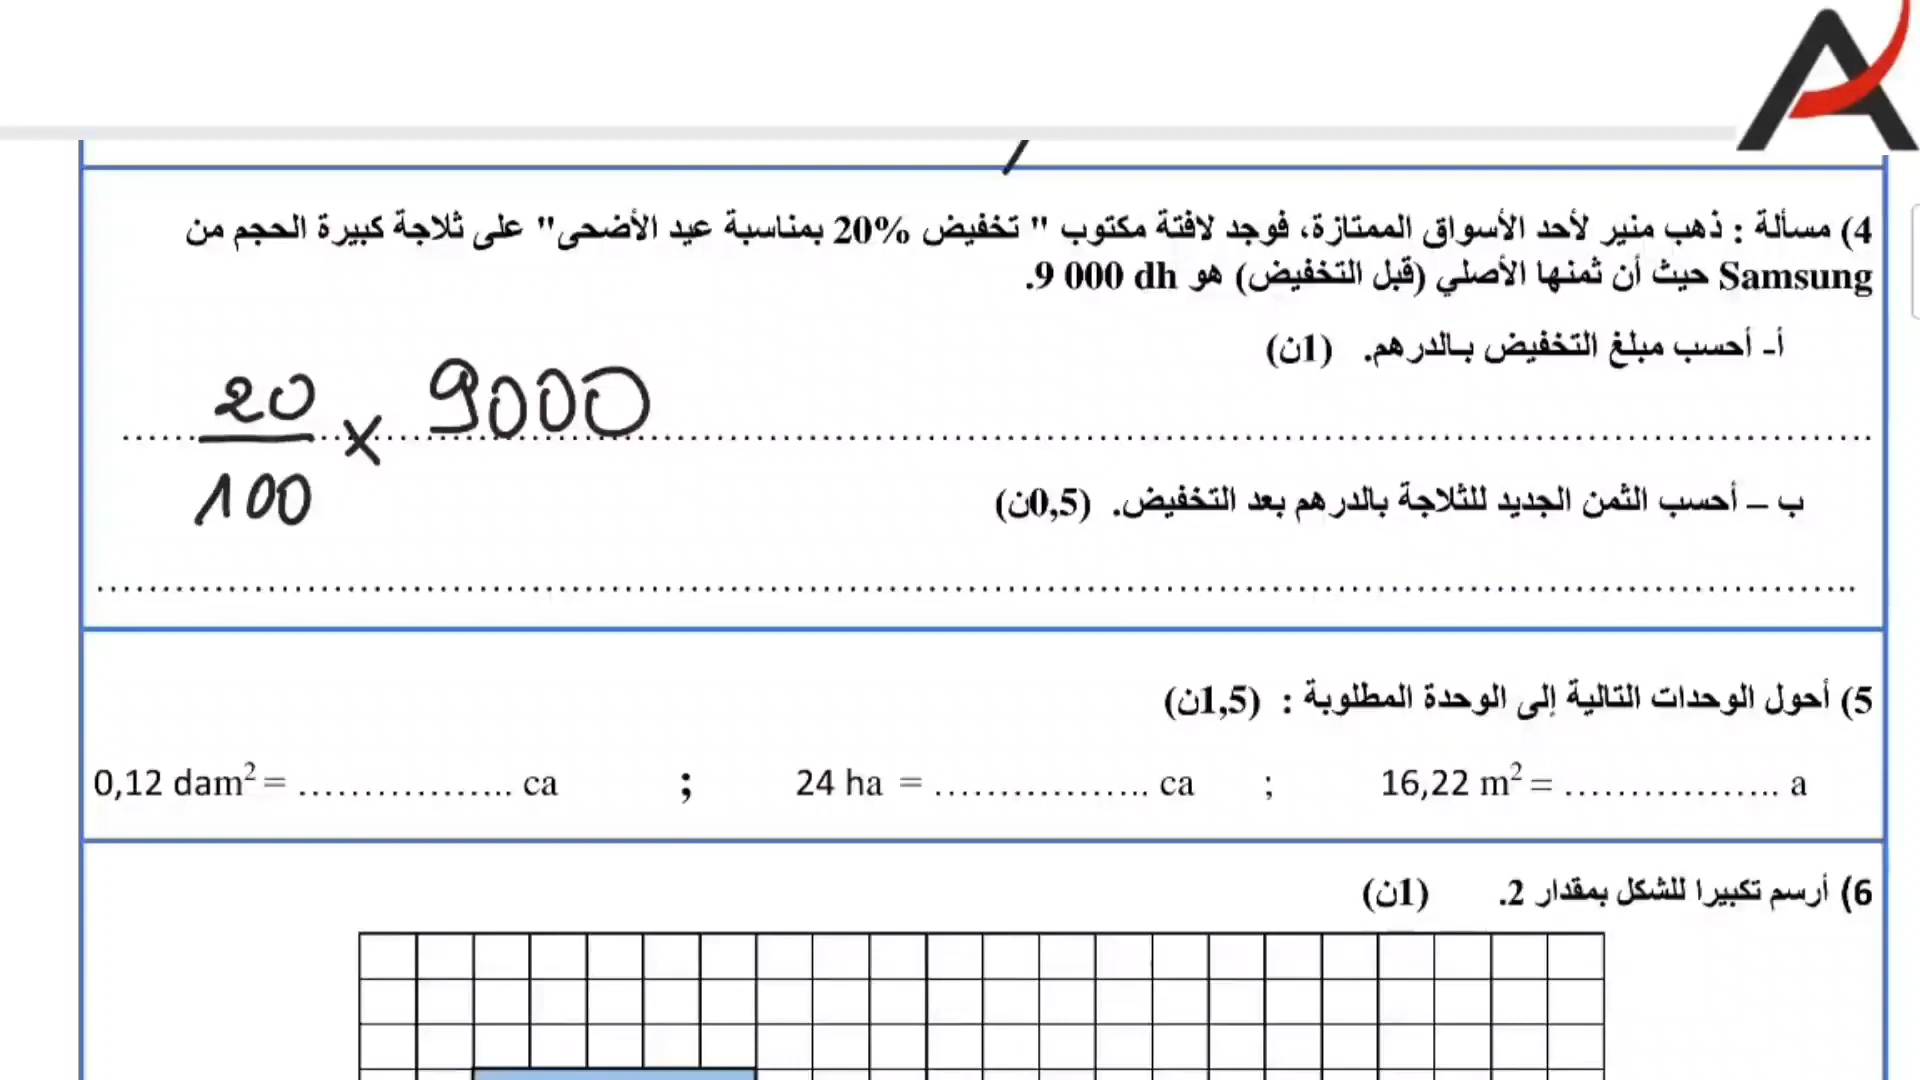 4) مسألة : ذهب منير لأحد الأسواق الممتازة، فوجد لافتة مكتوب " تخفيض %20 بمناسبة عيد الأضحى" على ثلاجة كبيرة الحجم من
Samsung حيث أن ثمنها الأصلي (قبل التخفيض) هو 9 000 dh.
أ- أحسب مبلغ التخفيض بالدرهم. (1ن)
20/100 × 9000
ب – أحسب الثمن الجديد للثلاجة بالدرهم بعد التخفيض. (0,5ن)
5) أحول الوحدات التالية إلى الوحدة المطلوبة : (1,5ن)
0,12 dam² = ................ ca ; 24 ha = ................ ca ; 16,22 m² = ................ a
6) أرسم تكبيرا للشكل بمقدار 2. (1ن)